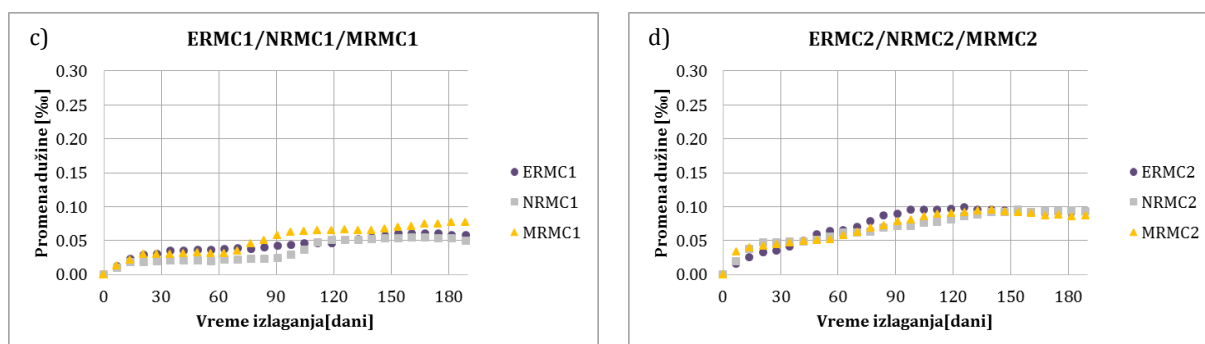 c)
ERMC1/NRMC1/MRMC1
Promena dužine [‰]
0.30
0.25
0.20
0.15
0.10
0.05
0.00
0 30 60 90 120 150 180
Vreme izlaganja[dani]
ERMC1
NRMC1
MRMC1
d)
ERMC2/NRMC2/MRMC2
Promena dužine [‰]
0.30
0.25
0.20
0.15
0.10
0.05
0.00
0 30 60 90 120 150 180
Vreme izlaganja[dani]
ERMC2
NRMC2
MRMC2